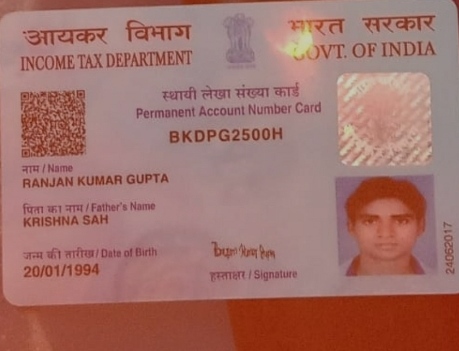 आयकर विभाग
INCOME TAX DEPARTMENT
भारत सरकार
GOVT. OF INDIA
स्थायी लेखा संख्या कार्ड
Permanent Account Number Card
BKDPG2500H
नाम / Name
RANJAN KUMAR GUPTA
पिता का नाम / Father's Name
KRISHNA SAH
जन्म की तारीख / Date of Birth
20/01/1994
हस्ताक्षर / Signature
24062017